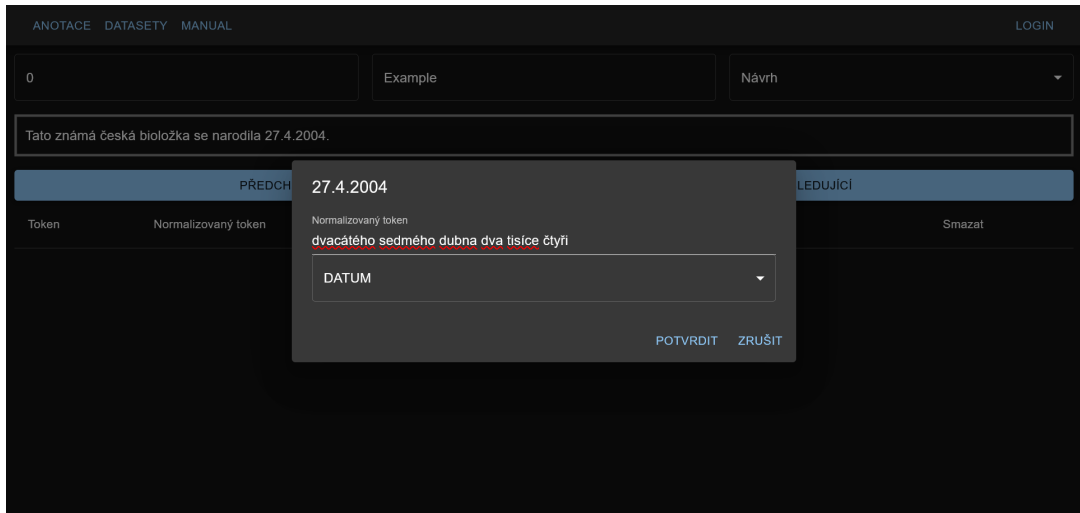 ANOTACE DATASETY MANUAL LOGIN
0 Example Návrh
Tato známá česká bioložka se narodila 27.4.2004.
PŘEDCH LEDUJÍCÍ
27.4.2004
Token Normalizovaný token Smazat
Normalizovaný token
dvacátého sedmého dubna dva tisíce čtyři
DATUM
POTVRDIT ZRUŠIT